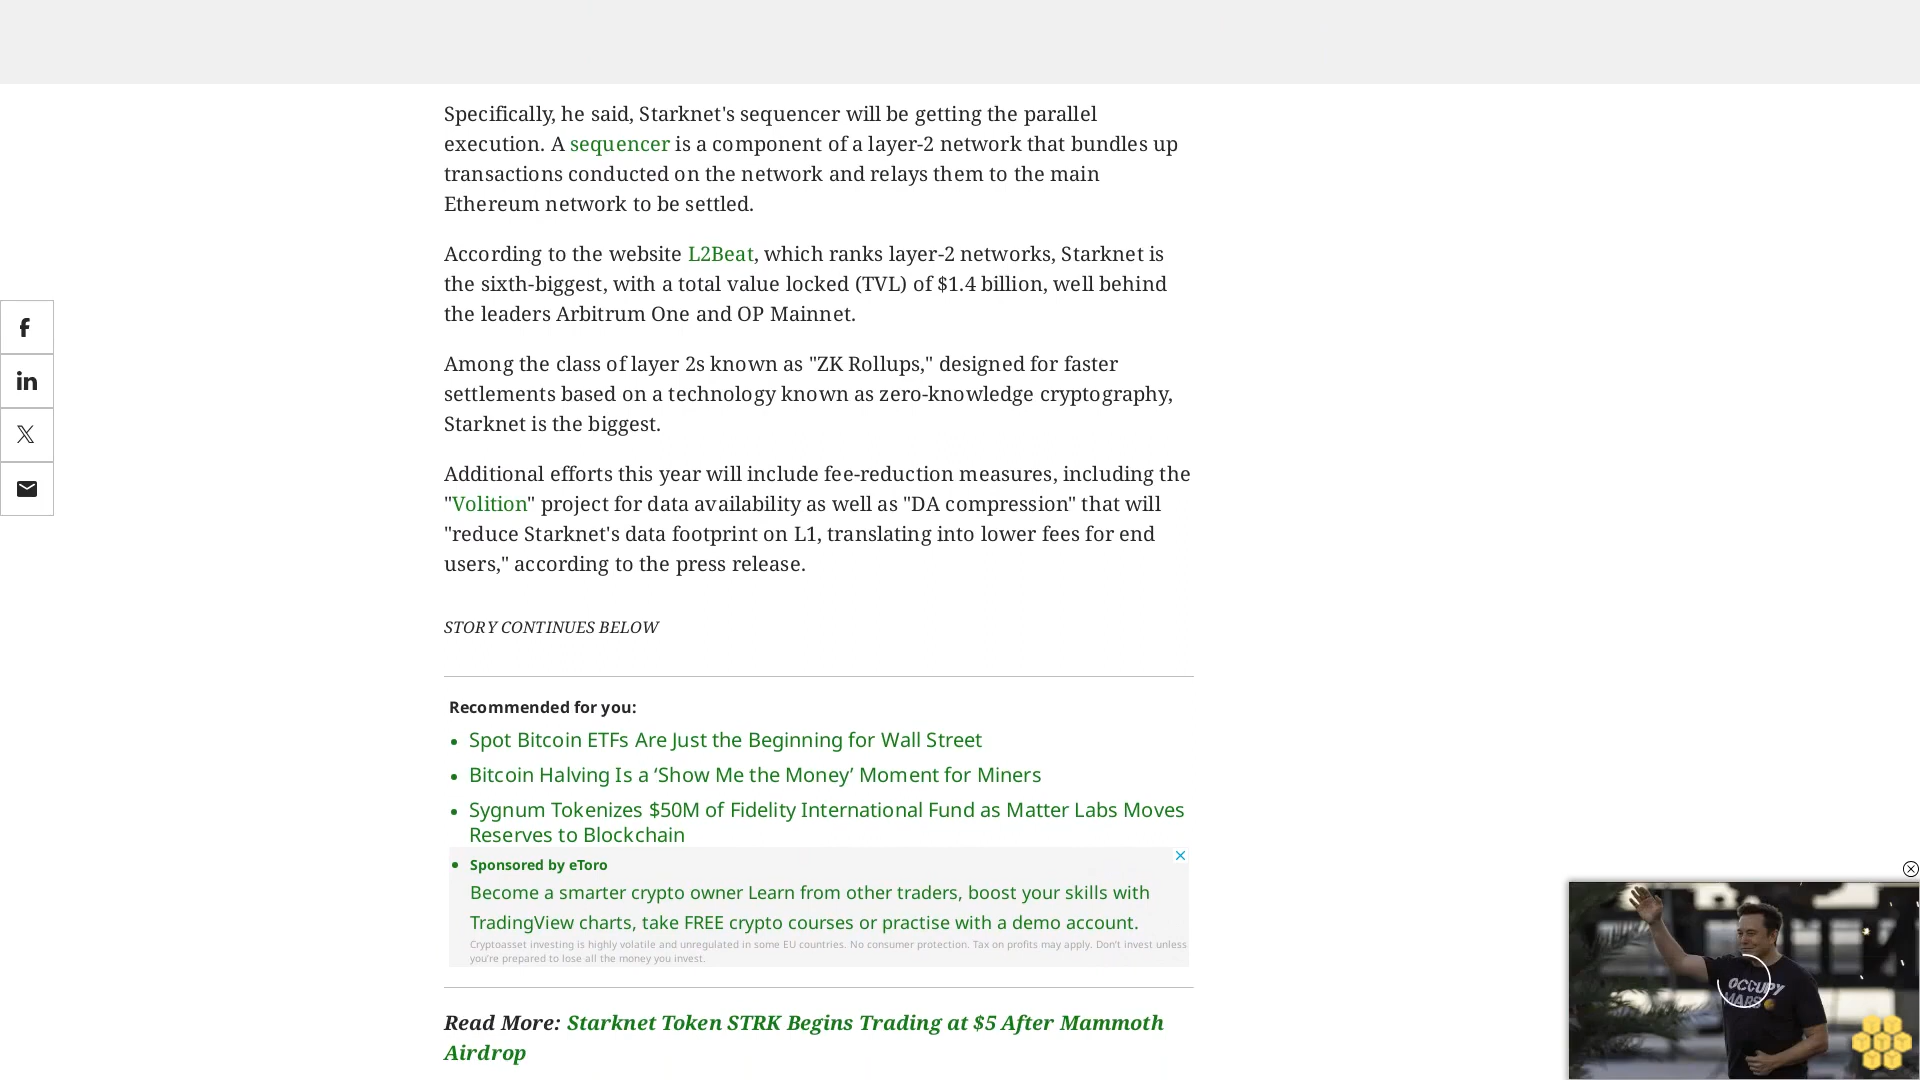 Specifically, he said, Starknet's sequencer will be getting the parallel
execution. A sequencer is a component of a layer-2 network that bundles up
transactions conducted on the network and relays them to the main
Ethereum network to be settled.
According to the website L2Beat, which ranks layer-2 networks, Starknet is
the sixth-biggest, with a total value locked (TVL) of $1.4 billion, well behind
the leaders Arbitrum One and OP Mainnet.
Among the class of layer 2s known as "ZK Rollups," designed for faster
settlements based on a technology known as zero-knowledge cryptography,
Starknet is the biggest.
Additional efforts this year will include fee-reduction measures, including the
"Volition" project for data availability as well as "DA compression" that will
"reduce Starknet's data footprint on L1, translating into lower fees for end
users," according to the press release.
STORY CONTINUES BELOW
Recommended for you:
• Spot Bitcoin ETFs Are Just the Beginning for Wall Street
• Bitcoin Halving Is a ‘Show Me the Money’ Moment for Miners
• Sygnum Tokenizes $50M of Fidelity International Fund as Matter Labs Moves
Reserves to Blockchain
• Sponsored by eToro
Become a smarter crypto owner Learn from other traders, boost your skills with
TradingView charts, take FREE crypto courses or practise with a demo account.
Cryptoasset investing is highly volatile and unregulated in some EU countries. No consumer protection. Tax on profits may apply. Don’t invest unless
you’re prepared to lose all the money you invest.
Read More: Starknet Token STRK Begins Trading at $5 After Mammoth
Airdrop
OCCUPY
MARS